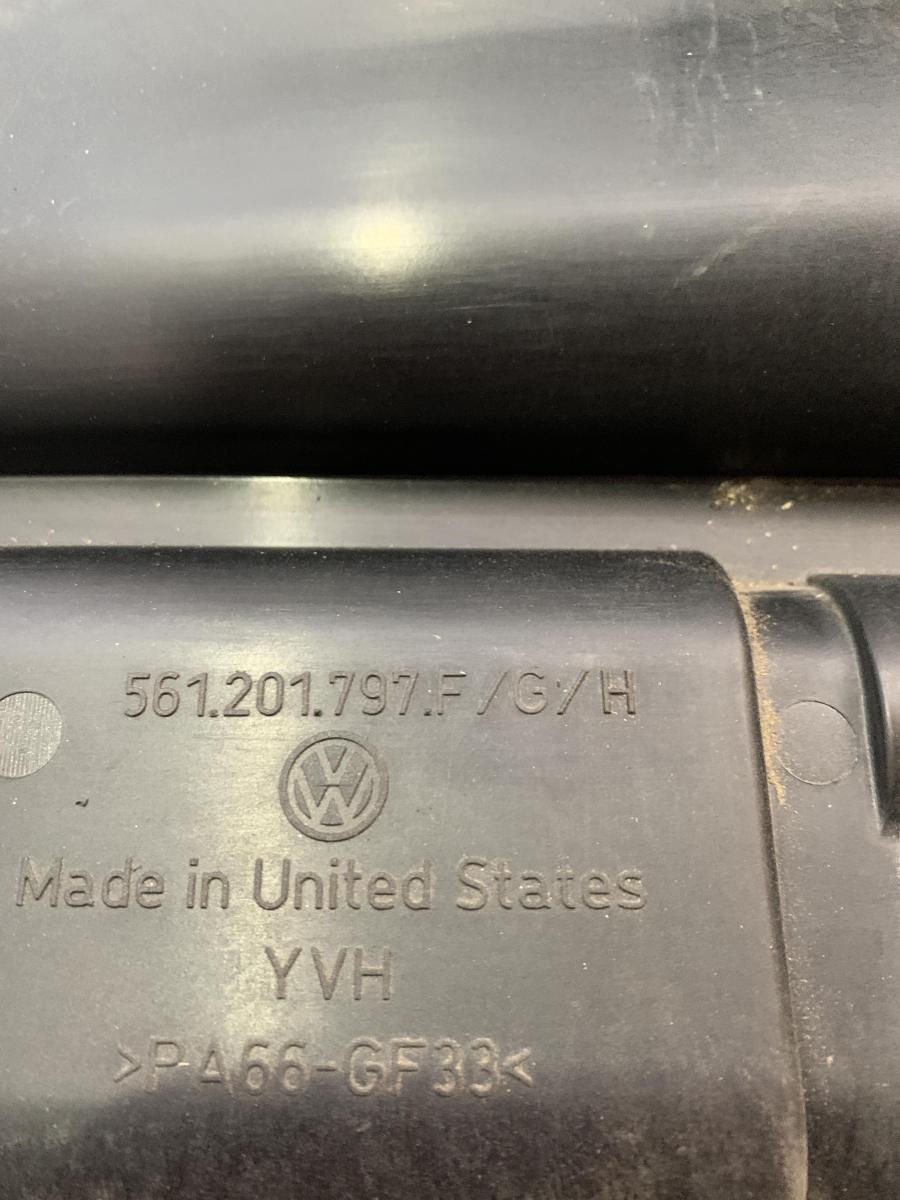 561.201.797.F/G/H
Made in United States
YVH
>PA66-GF33<